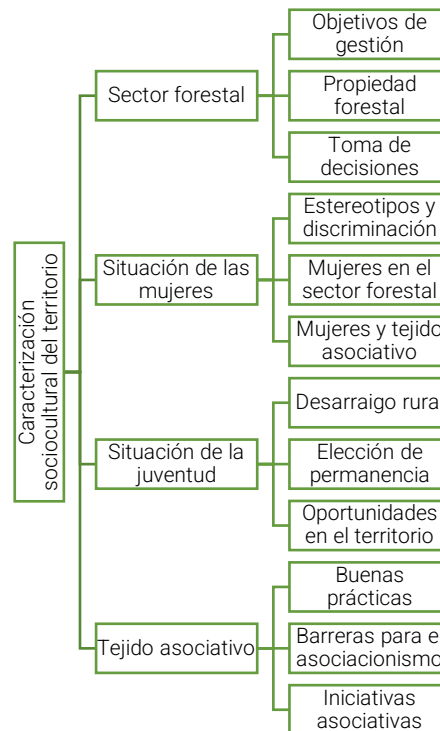 Caracterización
sociocultural del territorio
Sector forestal
Objetivos de
gestión
Propiedad
forestal
Toma de
decisiones
Situación de las
mujeres
Estereotipos y
discriminación
Mujeres en el
sector forestal
Mujeres y tejido
asociativo
Situación de la
juventud
Desarraigo rural
Elección de
permanencia
Oportunidades
en el territorio
Tejido asociativo
Buenas
prácticas
Barreras para el
asociacionismo
Iniciativas
asociativas